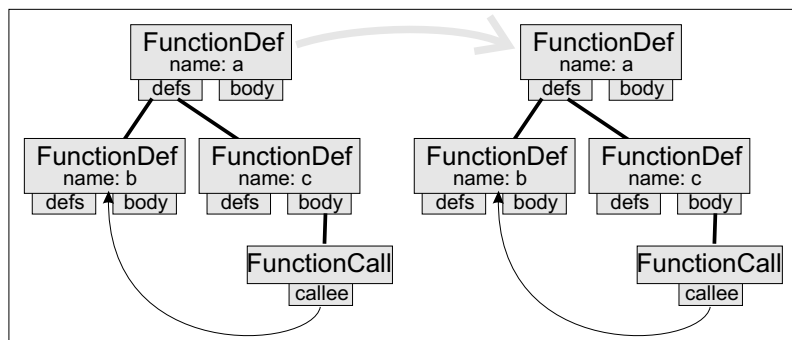 FunctionDef FunctionDef
name: a name: a
defs body defs body
FunctionDef FunctionDef FunctionDef FunctionDef
name: b name: c name: b name: c
defs body defs body defs body defs body
FunctionCall FunctionCall
callee callee